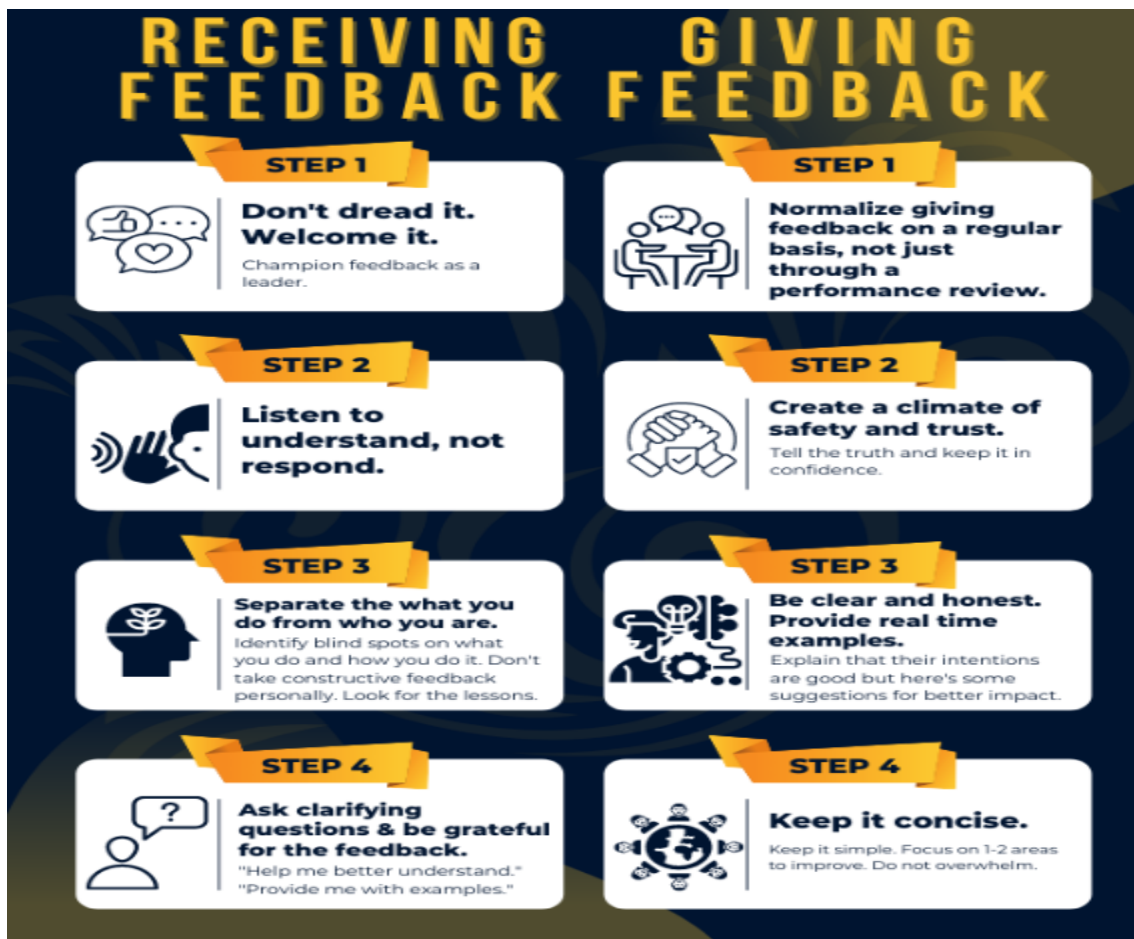 RECEIVING
FEEDBACK
STEP 1
Don't dread it.
Welcome it.
Champion feedback as a
leader.
STEP 2
Listen to
understand, not
respond.
STEP 3
Separate the what you
do from who you are.
Identify blind spots on what
you do and how you do it. Don't
take constructive feedback
personally. Look for the lessons.
STEP 4
?
Ask clarifying
questions & be grateful
for the feedback.
"Help me better understand."
"Provide me with examples."
GIVING
FEEDBACK
STEP 1
Normalize giving
feedback on a regular
basis, not just
through a
performance review.
STEP 2
Create a climate of
safety and trust.
Tell the truth and keep it in
confidence.
STEP 3
Be clear and honest.
Provide real time
examples.
Explain that their intentions
are good but here's some
suggestions for better impact.
STEP 4
Keep it concise.
Keep it simple. Focus on 1-2 areas
to improve. Do not overwhelm.